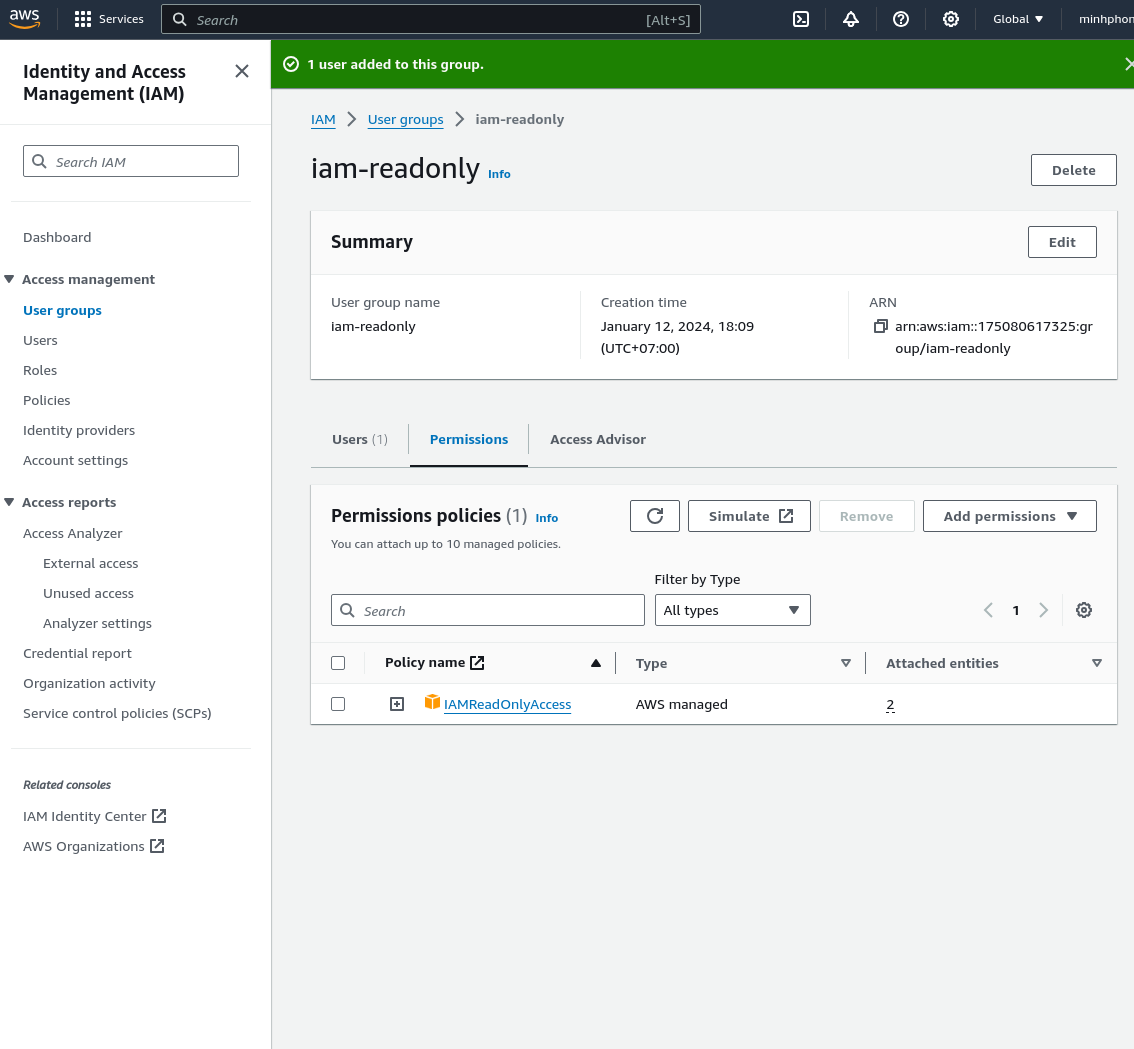 aws
Services
Search
[Alt+S]
Global
minhphon
Identity and Access
Management (IAM)
Search IAM
Dashboard
Access management
User groups
Users
Roles
Policies
Identity providers
Account settings
Access reports
Access Analyzer
External access
Unused access
Analyzer settings
Credential report
Organization activity
Service control policies (SCPs)
Related consoles
IAM Identity Center
AWS Organizations
1 user added to this group.
IAM
User groups
iam-readonly
iam-readonly
Info
Delete
Summary
Edit
User group name
iam-readonly
Creation time
January 12, 2024, 18:09
(UTC+07:00)
ARN
arn:aws:iam::175080617325:gr
oup/iam-readonly
Users (1)
Permissions
Access Advisor
Permissions policies (1)
Info
Simulate
Remove
Add permissions
You can attach up to 10 managed policies.
Filter by Type
Search
All types
1
Policy name
Type
Attached entities
IAMReadOnlyAccess
AWS managed
2